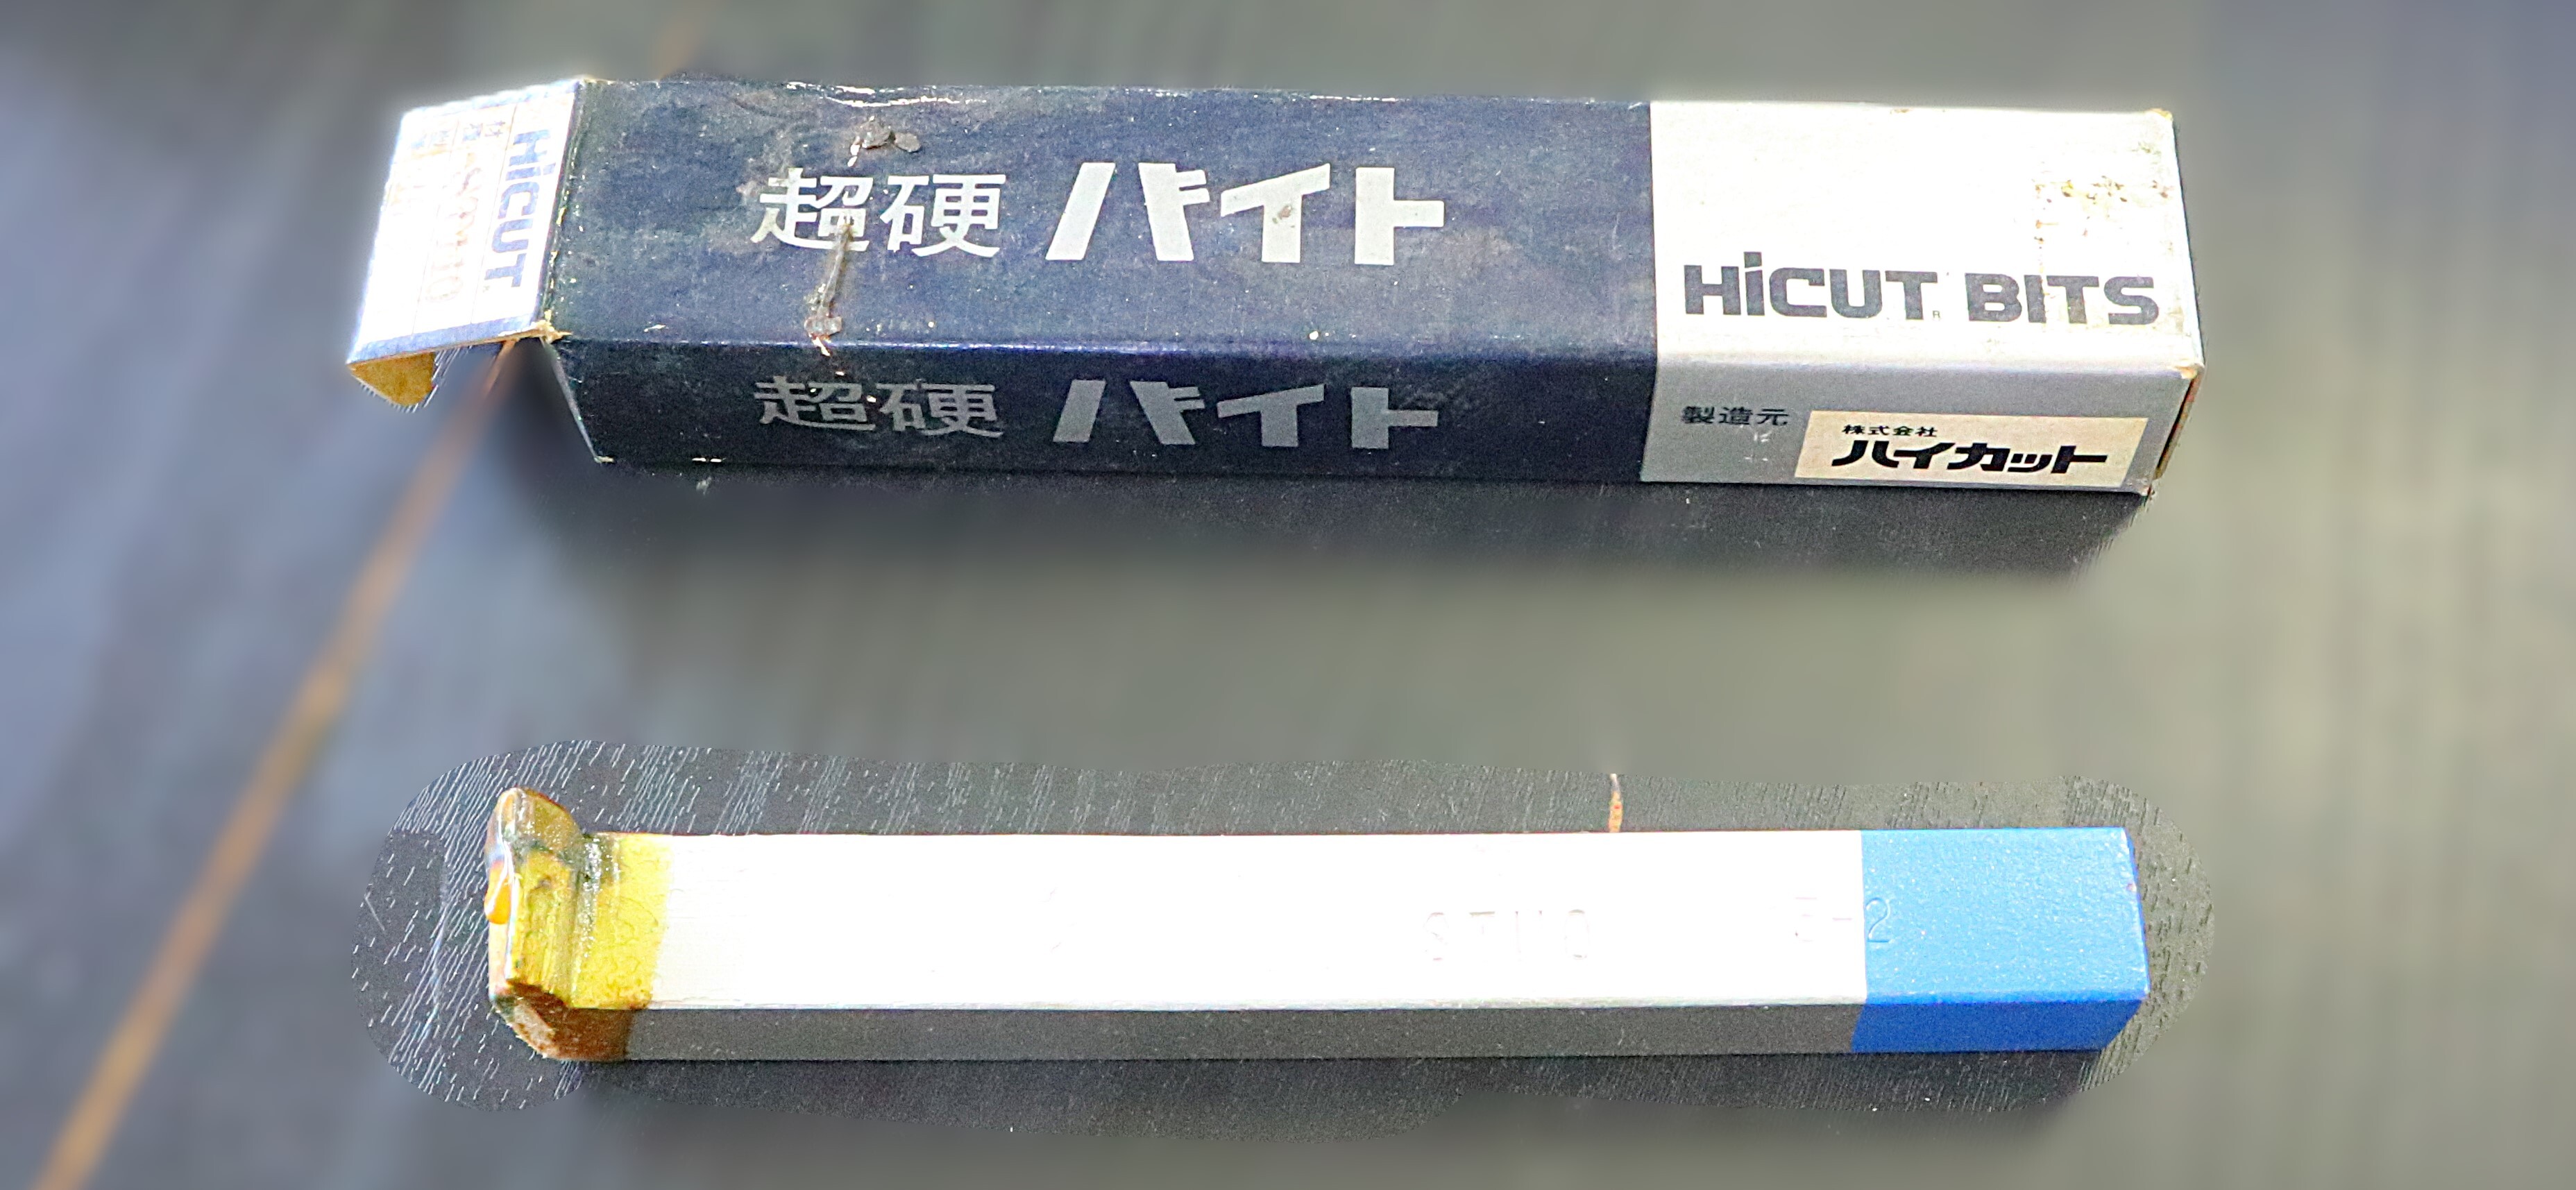 HiCUT
超硬 バイト
HiCUT® BITS
超硬 バイト
製造元
株式会社
ハイカット